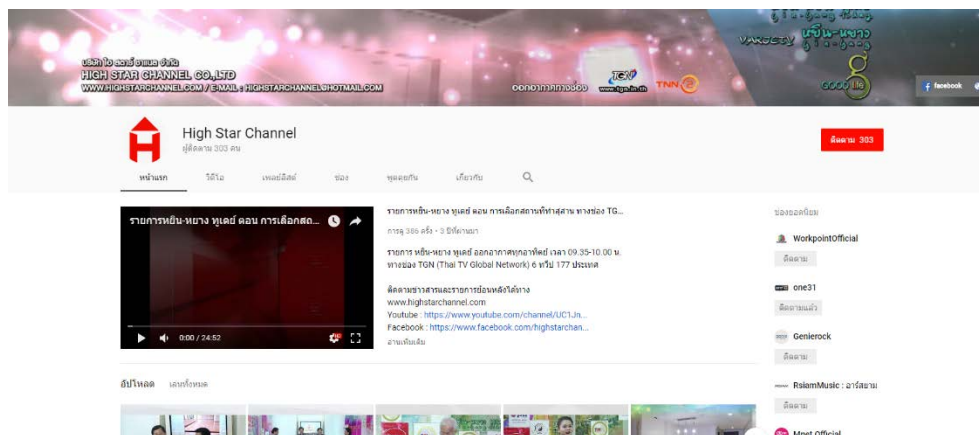 VARIETY หยิน-หยาง
บริษัท ไฮ สตาร์ ชาแนล จำกัด
HIGH STAR CHANNEL CO.,LTD
WWW.HIGHSTARCHANNEL.COM / E-MAIL : HIGHSTARCHANNEL@HOTMAIL.COM
ออกอากาศทางช่อง TGN www.tgn.in.th TNN
GOOD life
facebook
High Star Channel
ผู้ติดตาม 303 คน
ติดตาม 303
หน้าแรก วิดีโอ เพลย์ลิสต์ ช่อง พูดคุยกัน เกี่ยวกับ
รายการหยิน-หยาง ทูเดย์ ตอน การเลือกสถ...
0:00 / 24:52
รายการหยิน-หยาง ทูเดย์ ตอน การเลือกสถานที่ทำสุสาน ทางช่อง TG...
การดู 386 ครั้ง • 3 ปีที่ผ่านมา
รายการ หยิน-หยาง ทูเดย์ ออกอากาศทุกอาทิตย์ เวลา 09.35-10.00 น.
ทางช่อง TGN (Thai TV Global Network) 6 ทวีป 177 ประเทศ
ติดตามข่าวสารและรายการย้อนหลังได้ทาง
www.highstarchannel.com
Youtube : https://www.youtube.com/channel/UC1Jn...
Facebook : https://www.facebook.com/highstarchan...
อ่านเพิ่มเติม
ช่องยอดนิยม
WorkpointOfficial
ติดตาม
one31
ติดตามแล้ว
Genierock
ติดตาม
RsiamMusic : อาร์สยาม
ติดตาม
Mnet Official
อัปโหลด เล่นทั้งหมด